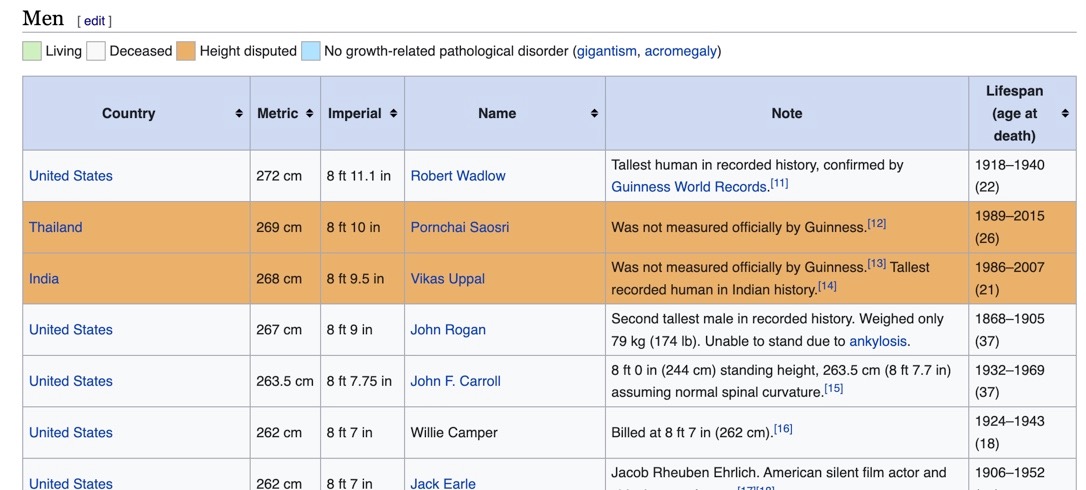 Men [ edit ]
Living Deceased Height disputed No growth-related pathological disorder (gigantism, acromegaly)
Country Metric Imperial Name Note Lifespan (age at death)
United States 272 cm 8 ft 11.1 in Robert Wadlow Tallest human in recorded history, confirmed by Guinness World Records.[11] 1918–1940 (22)
Thailand 269 cm 8 ft 10 in Pornchai Saosri Was not measured officially by Guinness.[12] 1989–2015 (26)
India 268 cm 8 ft 9.5 in Vikas Uppal Was not measured officially by Guinness.[13] Tallest recorded human in Indian history.[14] 1986–2007 (21)
United States 267 cm 8 ft 9 in John Rogan Second tallest male in recorded history. Weighed only 79 kg (174 lb). Unable to stand due to ankylosis. 1868–1905 (37)
United States 263.5 cm 8 ft 7.75 in John F. Carroll 8 ft 0 in (244 cm) standing height, 263.5 cm (8 ft 7.7 in) assuming normal spinal curvature.[15] 1932–1969 (37)
United States 262 cm 8 ft 7 in Willie Camper Billed at 8 ft 7 in (262 cm).[16] 1924–1943 (18)
United States 262 cm 8 ft 7 in Jack Earle Jacob Rheuben Ehrlich. American silent film actor and 1906–1952